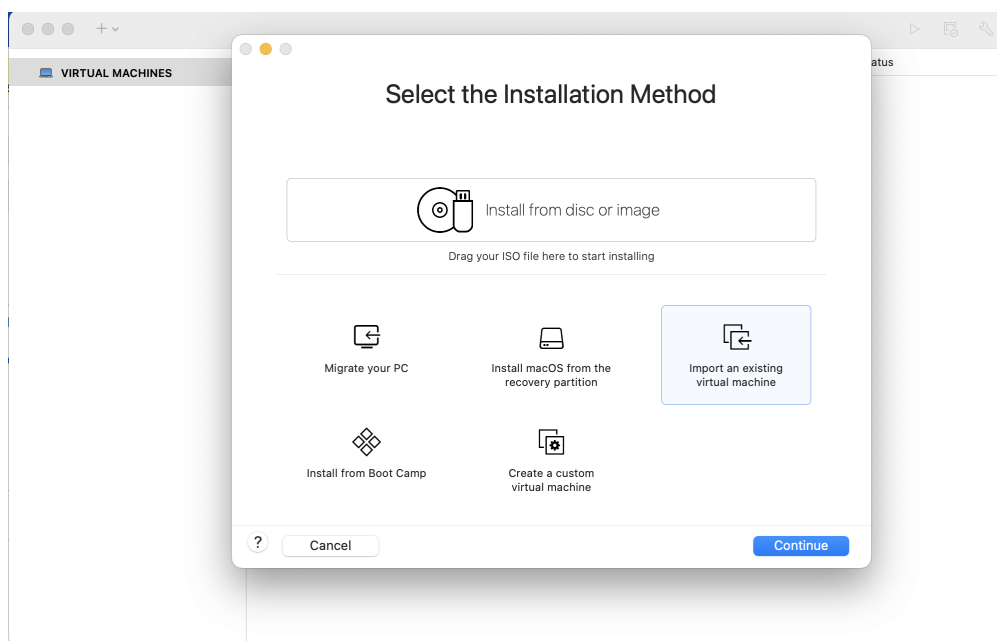 VIRTUAL MACHINES
atus
Select the Installation Method
Install from disc or image
Drag your ISO file here to start installing
Migrate your PC
Install macOS from the
recovery partition
Import an existing
virtual machine
Install from Boot Camp
Create a custom
virtual machine
?
Cancel
Continue